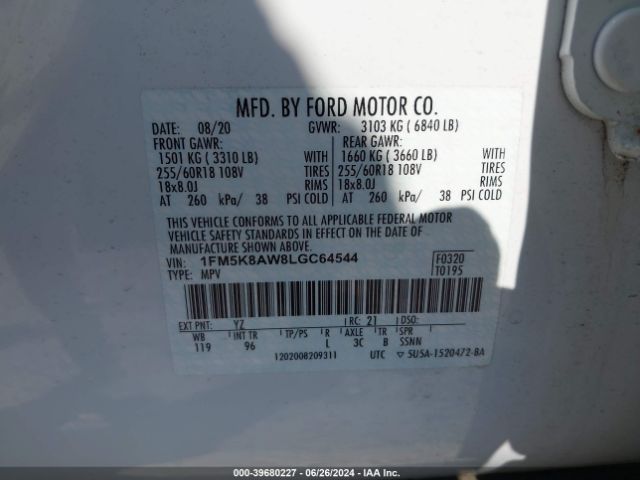 MFD. BY FORD MOTOR CO.
DATE: 08/20 GVWR: 3103 KG ( 6840 LB)
FRONT GAWR: REAR GAWR:
1501 KG ( 3310 LB) WITH 1660 KG ( 3660 LB) WITH
255/60R18 108V TIRES 255/60R18 108V TIRES
18x8.0J RIMS 18x8.0J RIMS
AT 260 kPa/ 38 PSI COLD AT 260 kPa/ 38 PSI COLD
THIS VEHICLE CONFORMS TO ALL APPLICABLE FEDERAL MOTOR
VEHICLE SAFETY STANDARDS IN EFFECT ON THE DATE OF
MANUFACTURE SHOWN ABOVE.
VIN: 1FM5K8AW8LGC64544 F0320
TYPE: MPV T0195
EXT PNT: YZ RC: 21 DSO:
WB INT TR TP/PS R AXLE TR SPR
119 96 L 3C B SSNN
1202008209311 UTC 5U5A-1520472-BA
000-39680227 - 06/26/2024 - IAA Inc.